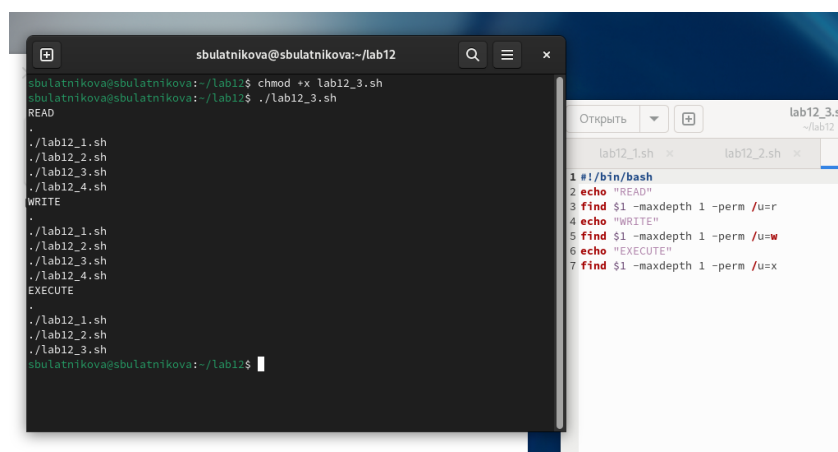 sbulatnikova@sbulatnikova:~/lab12
sbulatnikova@sbulatnikova:~/lab12$ chmod +x lab12_3.sh
sbulatnikova@sbulatnikova:~/lab12$ ./lab12_3.sh
READ
.
./lab12_1.sh
./lab12_2.sh
./lab12_3.sh
./lab12_4.sh
WRITE
.
./lab12_1.sh
./lab12_2.sh
./lab12_3.sh
./lab12_4.sh
EXECUTE
.
./lab12_1.sh
./lab12_2.sh
./lab12_3.sh
sbulatnikova@sbulatnikova:~/lab12$
Открыть
lab12_3.s
~/lab12
lab12_1.sh × lab12_2.sh ×
1 #!/bin/bash
2 echo "READ"
3 find $1 -maxdepth 1 -perm /u=r
4 echo "WRITE"
5 find $1 -maxdepth 1 -perm /u=w
6 echo "EXECUTE"
7 find $1 -maxdepth 1 -perm /u=x